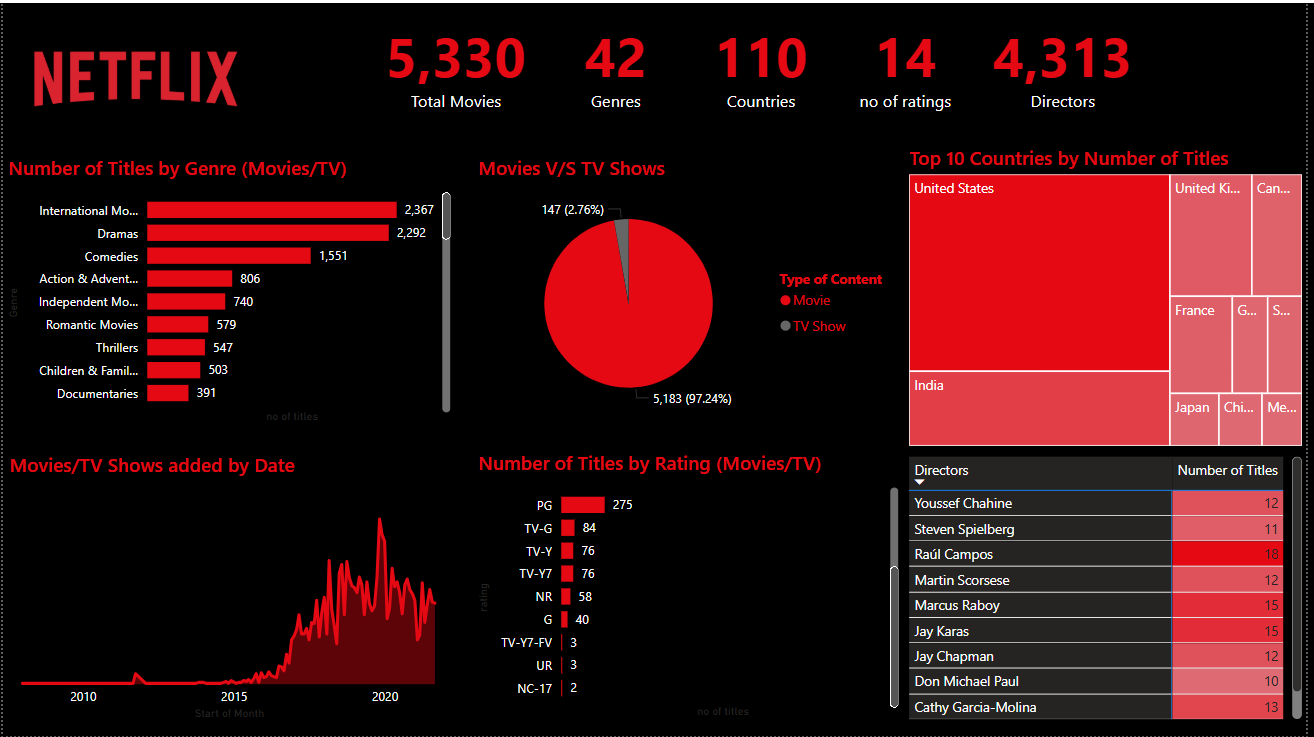 NETFLIX
5,330
Total Movies
42
Genres
110
Countries
14
no of ratings
4,313
Directors
Number of Titles by Genre (Movies/TV)
Genre
International Mo... 2,367
Dramas 2,292
Comedies 1,551
Action & Advent... 806
Independent Mo... 740
Romantic Movies 579
Thrillers 547
Children & Famil... 503
Documentaries 391
no of titles
Movies V/S TV Shows
147 (2.76%)
5,183 (97.24%)
Type of Content
Movie
TV Show
Top 10 Countries by Number of Titles
United States
India
United Ki...
Can...
France
G...
S...
Japan
Chi...
Me...
Movies/TV Shows added by Date
2010 2015 2020
Start of Month
Number of Titles by Rating (Movies/TV)
rating
PG 275
TV-G 84
TV-Y 76
TV-Y7 76
NR 58
G 40
TV-Y7-FV 3
UR 3
NC-17 2
no of titles
Directors Number of Titles
Youssef Chahine 12
Steven Spielberg 11
Raúl Campos 18
Martin Scorsese 12
Marcus Raboy 15
Jay Karas 15
Jay Chapman 12
Don Michael Paul 10
Cathy Garcia-Molina 13